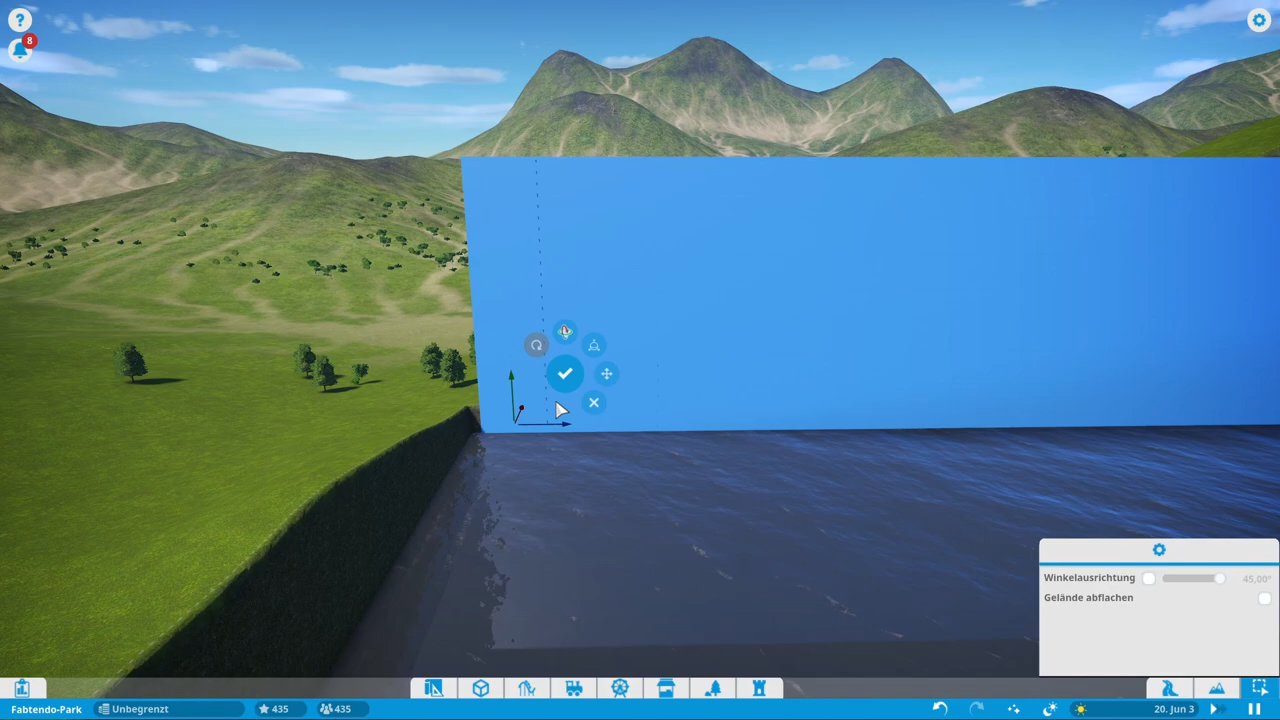 ?
8
Winkelausrichtung 45,00°
Gelände abflachen
Fabtendo-Park Unbegrenzt 435 435 20. Jun 3